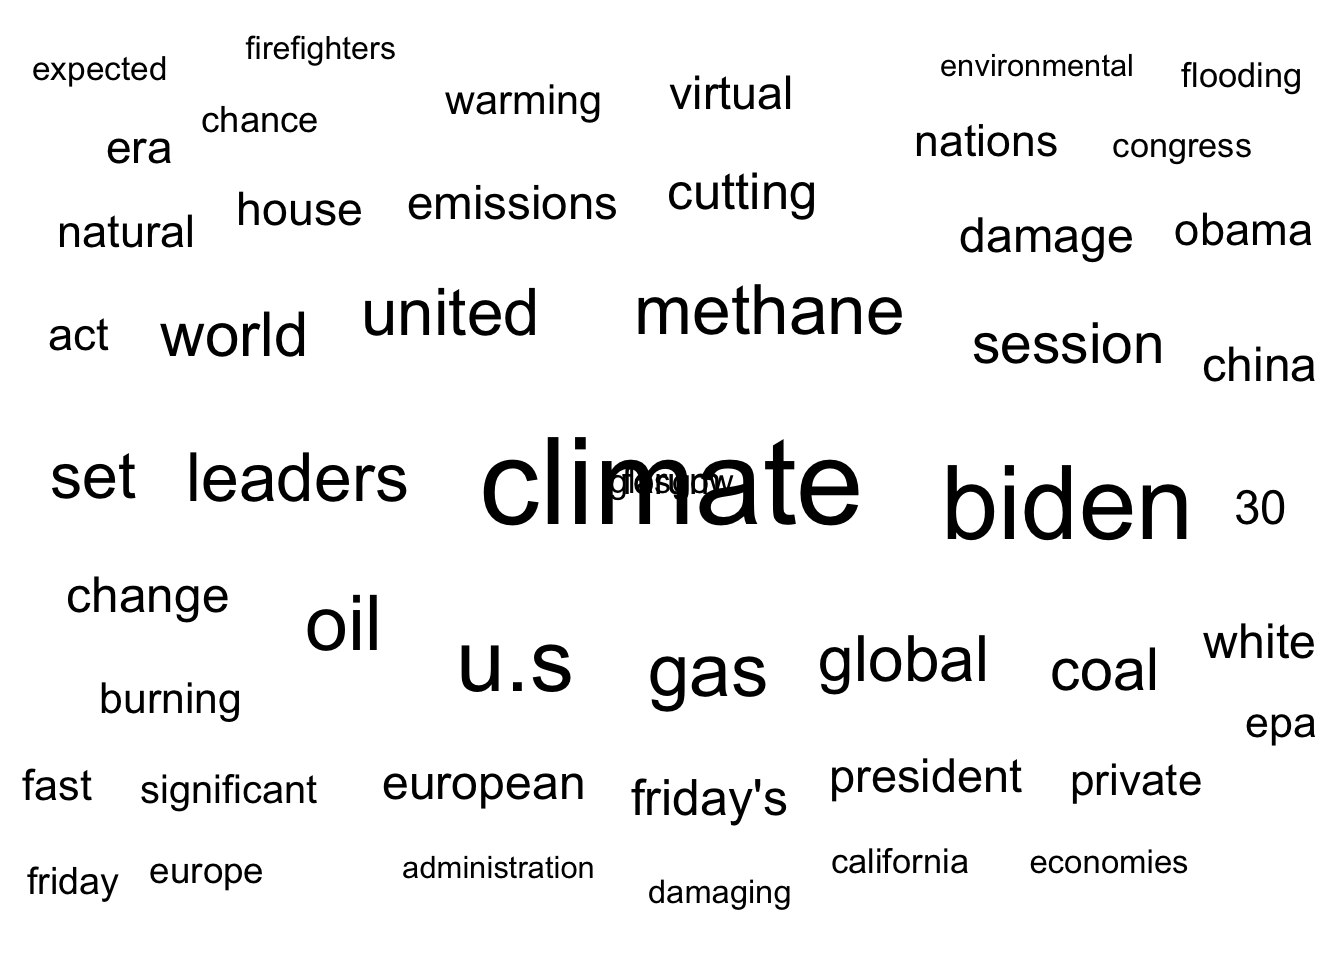 firefighters
expected
environmental
flooding
warming
virtual
chance
era
nations
congress
house
emissions
cutting
natural
damage
obama
act
world
united
methane
session
china
set
leaders
climate
glasgow
forum
biden
30
change
oil
u.s
gas
global
coal
white
burning
epa
fast
significant
european
friday's
president
private
friday
europe
administration
damaging
california
economies